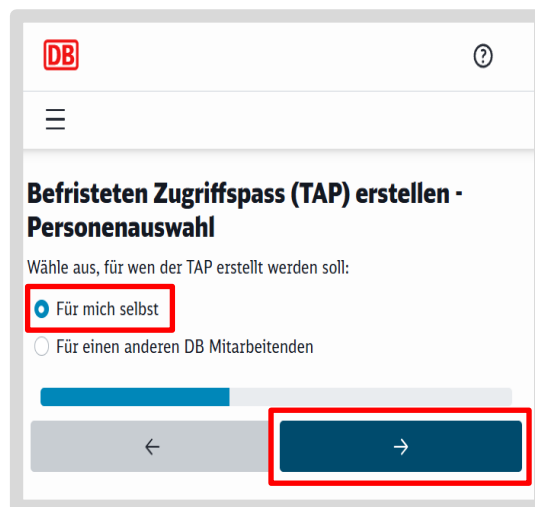 DB
Befristeten Zugriffspass (TAP) erstellen -
Personenauswahl
Wähle aus, für wen der TAP erstellt werden soll:
Für mich selbst
Für einen anderen DB Mitarbeitenden